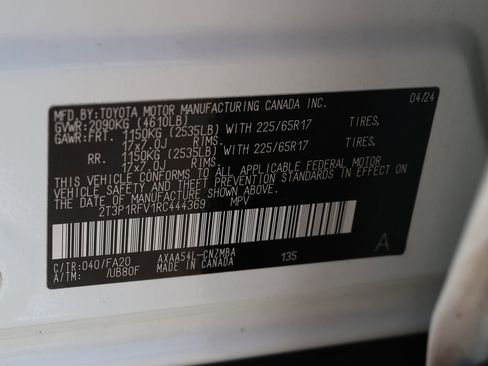 MFD.BY:TOYOTA MOTOR MANUFACTURING CANADA INC. 04/24
GVWR:2090KG (4610LB)
GAWR:FRT. 1150KG (2535LB) WITH 225/65R17 TIRES,
17x7.0J RIMS.
RR. 1150KG (2535LB) WITH 225/65R17 TIRES,
17x7.0J RIMS.
THIS VEHICLE CONFORMS TO ALL APPLICABLE FEDERAL MOTOR
VEHICLE SAFETY AND THEFT PREVENTION STANDARDS IN EFFECT
ON THE DATE OF MANUFACTURE SHOWN ABOVE.
2T3P1RFV1RC444369 MPV
C/TR:040/FA20 AXAA54L-CNZMBA 135 A
A/TM: /UB80F MADE IN CANADA